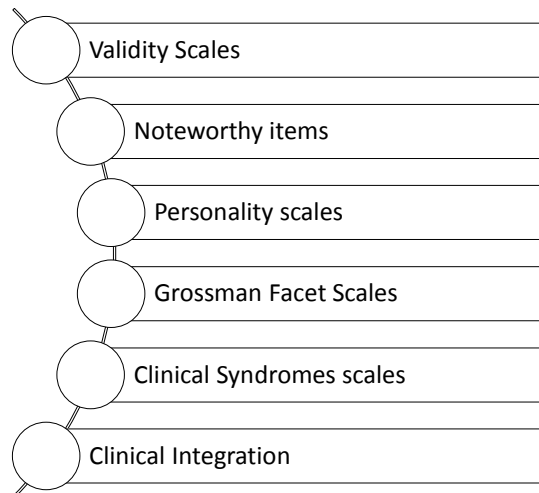 Validity Scales
Noteworthy items
Personality scales
Grossman Facet Scales
Clinical Syndromes scales
Clinical Integration